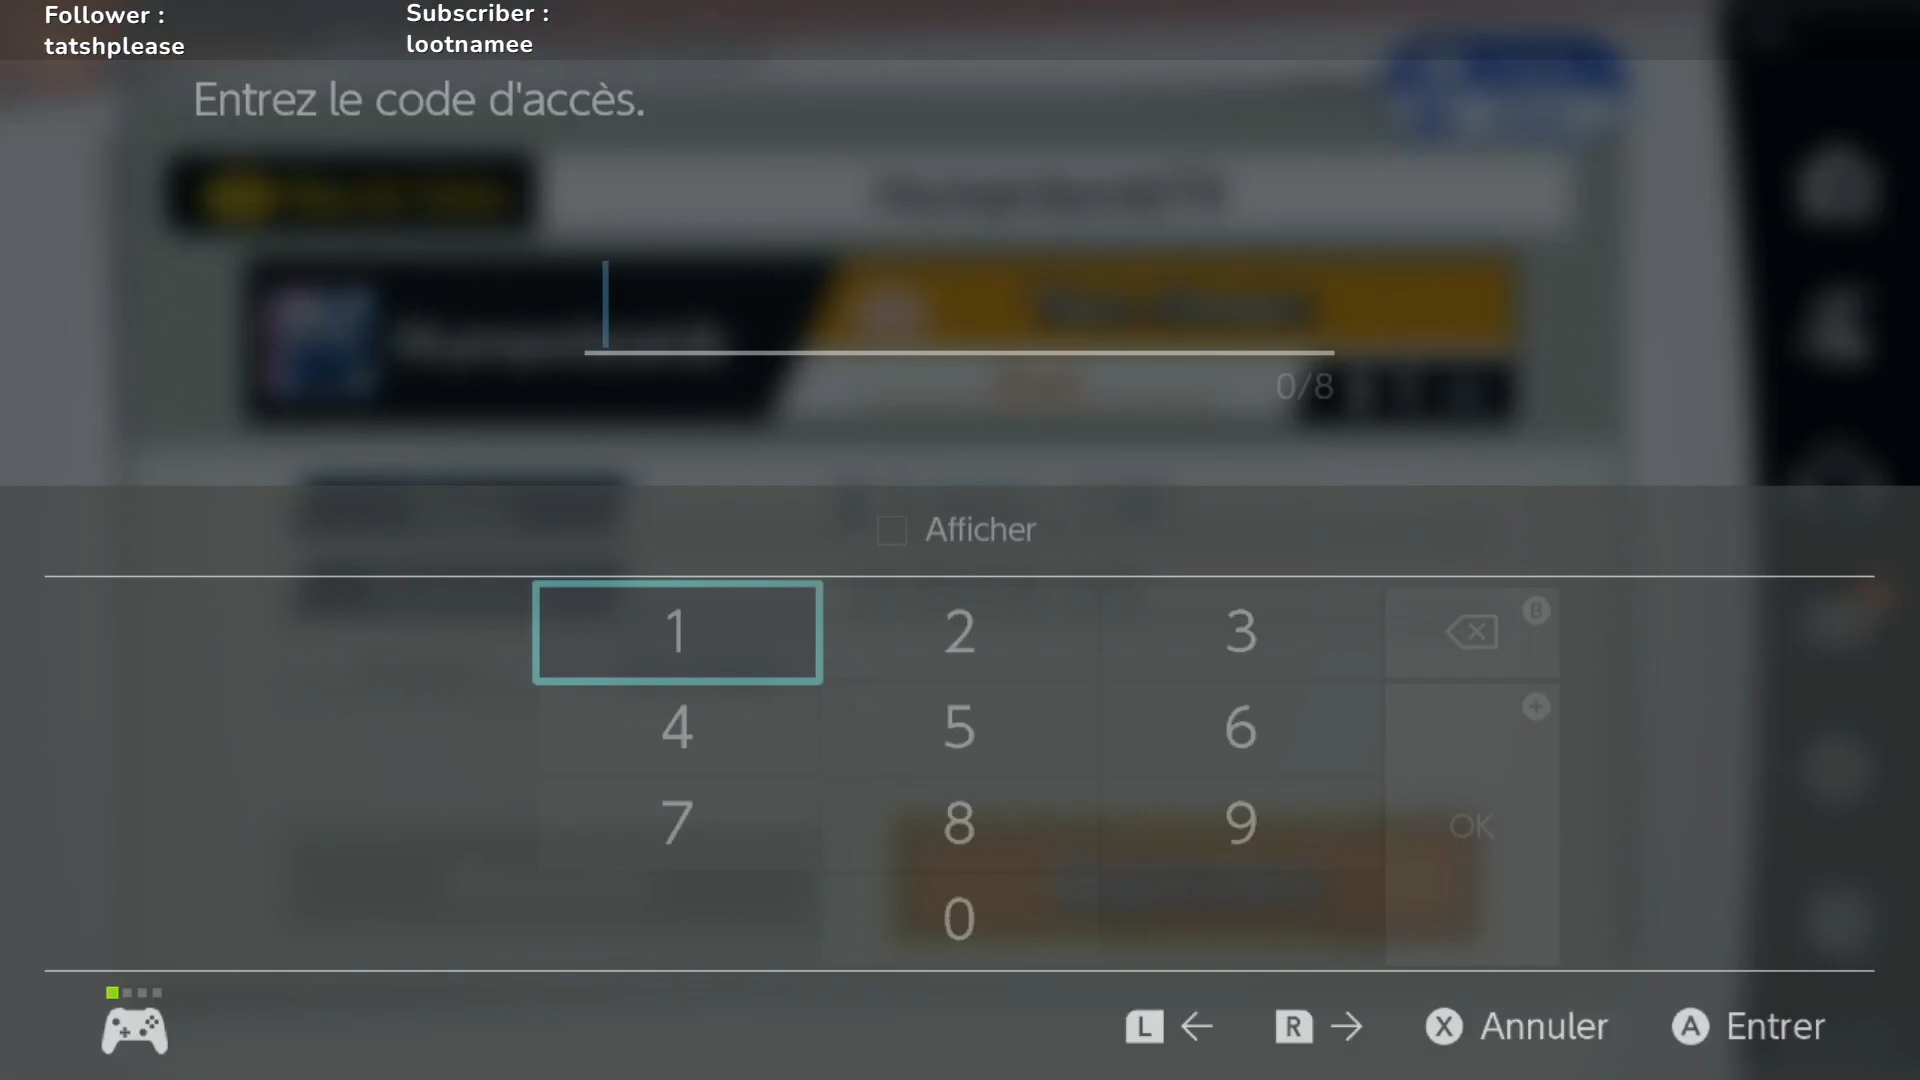 Follower :
tatshplease
Subscriber :
lootnamee
Entrez le code d'accès.
0/8
Afficher
1 2 3 B
4 5 6 +
7 8 9 OK
0
L ← R → X Annuler A Entrer